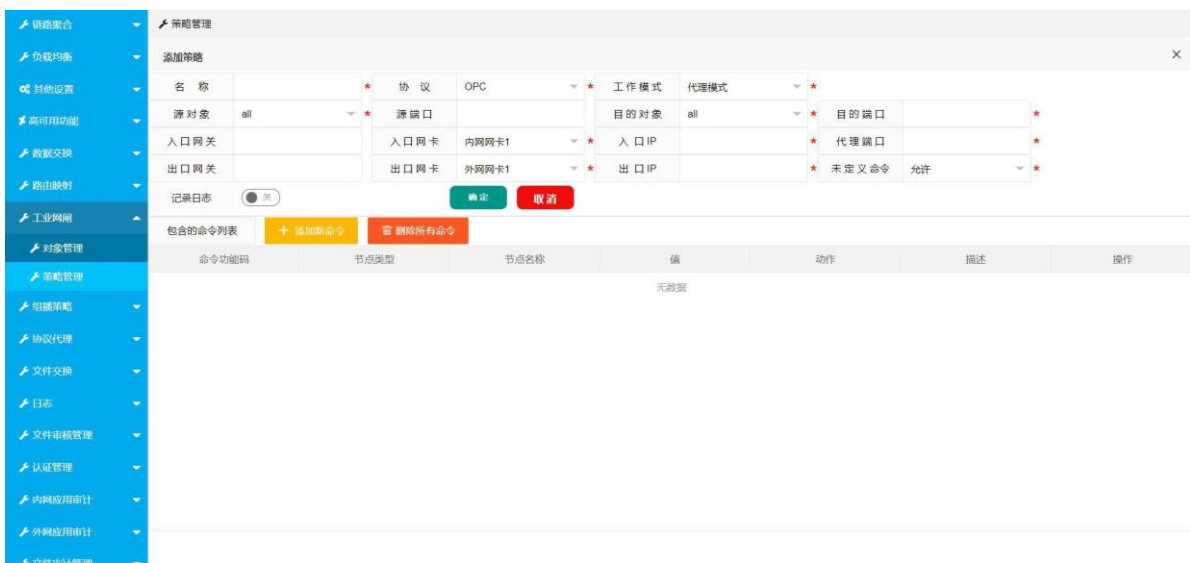 链路聚合
负载均衡
其他设置
高可用功能
数据交换
路由映射
工业网闸
对象管理
策略管理
组播策略
协议代理
文件交换
日志
文件审核管理
认证管理
内网应用审计
外网应用审计
文件审计管理
策略管理
添加策略 ×
名 称 * 协 议 OPC * 工作模式 代理模式 *
源对象 all * 源端口 目的对象 all * 目的端口 *
入口网关 入口网卡 内网网卡1 * 入口IP * 代理端口 *
出口网关 出口网卡 外网网卡1 * 出口IP * 未定义命令 允许 *
记录日志 关 确定 取消
包含的命令列表 + 添加新命令 删除所有命令
命令功能码 节点类型 节点名称 值 动作 描述 操作
无数据